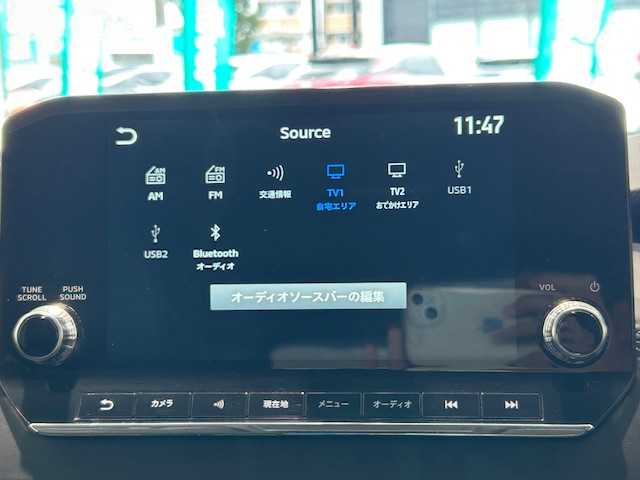 Source
11:47
AM
FM
交通情報
TV1
自宅エリア
TV2
おでかけエリア
USB1
USB2
Bluetooth
オーディオ
オーディオソースバーの編集
TUNE
SCROLL
PUSH
SOUND
VOL
カメラ
現在地
メニュー
オーディオ